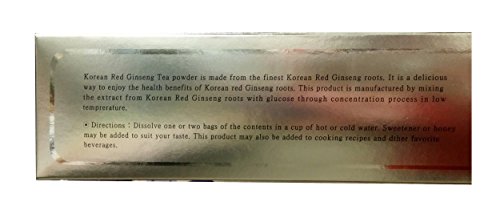 Korean Red Ginseng Tea powder is made from the finest Korean Red Ginseng roots. It is a delicious
way to enjoy the health benefits of Korean red Ginseng roots. This product is manufactured by mixing
the extract from Korean Red Ginseng roots with glucose through concentration process in low
temprerature.
• Directions : Dissolve one or two bags of the contents in a cup of hot or cold water. Sweetener or honey
may be added to suit your taste. This product may also be added to cooking recipes and other favorite
beverages.